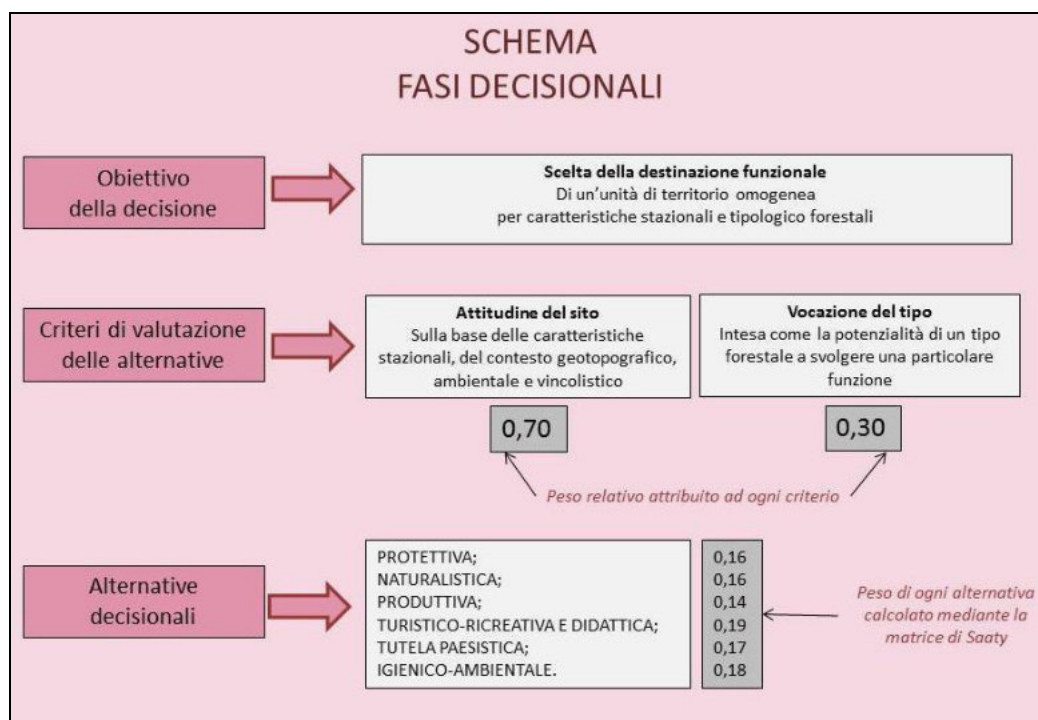 SCHEMA
FASI DECISIONALI
Obiettivo
della decisione
Scelta della destinazione funzionale
Di un'unità di territorio omogenea
per caratteristiche stazionali e tipologico forestali
Criteri di valutazione
delle alternative
Attitudine del sito
Sulla base delle caratteristiche
stazionali, del contesto geotopografico,
ambientale e vincolistico
0,70
Vocazione del tipo
Intesa come la potenzialità di un tipo
forestale a svolgere una particolare
funzione
0,30
Peso relativo attribuito ad ogni criterio
Alternative
decisionali
PROTETTIVA; 0,16
NATURALISTICA; 0,16
PRODUTTIVA; 0,14
TURISTICO-RICREATIVA E DIDATTICA; 0,19
TUTELA PAESISTICA; 0,17
IGIENICO-AMBIENTALE. 0,18
Peso di ogni alternativa
calcolato mediante la
matrice di Saaty